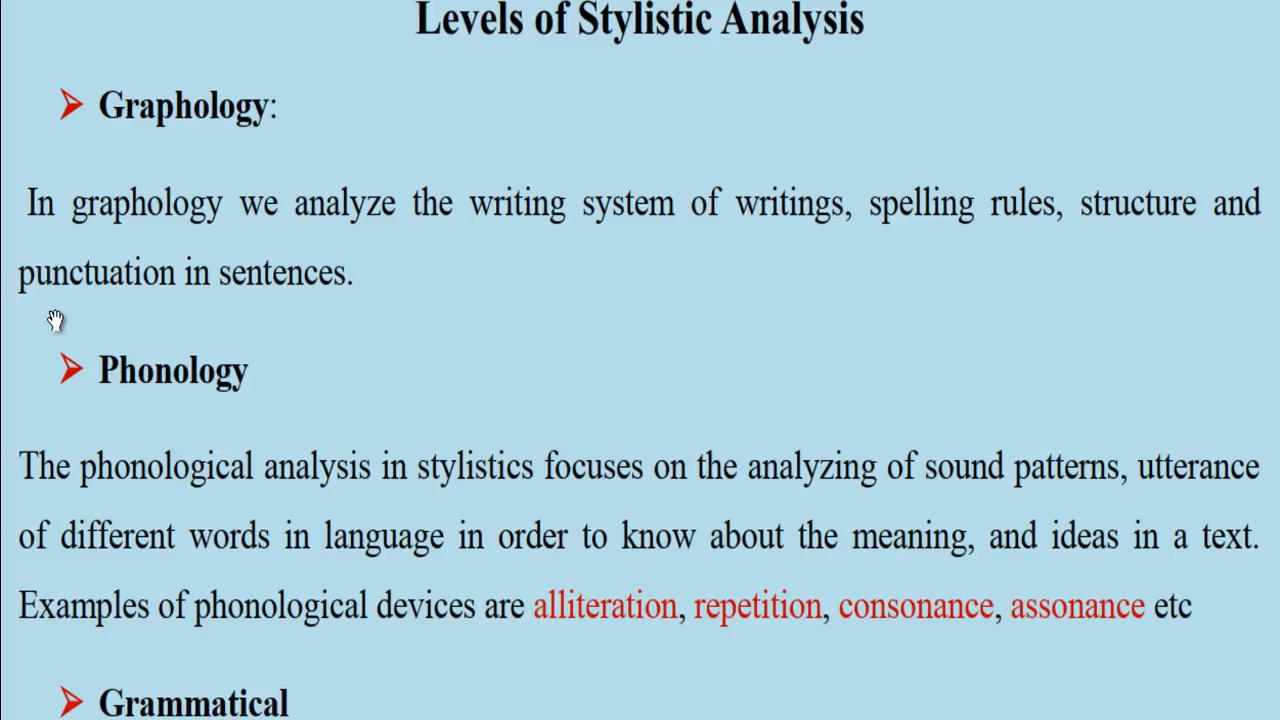 Levels of Stylistic Analysis
Graphology:
In graphology we analyze the writing system of writings, spelling rules, structure and
punctuation in sentences.
Phonology
The phonological analysis in stylistics focuses on the analyzing of sound patterns, utterance
of different words in language in order to know about the meaning, and ideas in a text.
Examples of phonological devices are alliteration, repetition, consonance, assonance etc
Grammatical